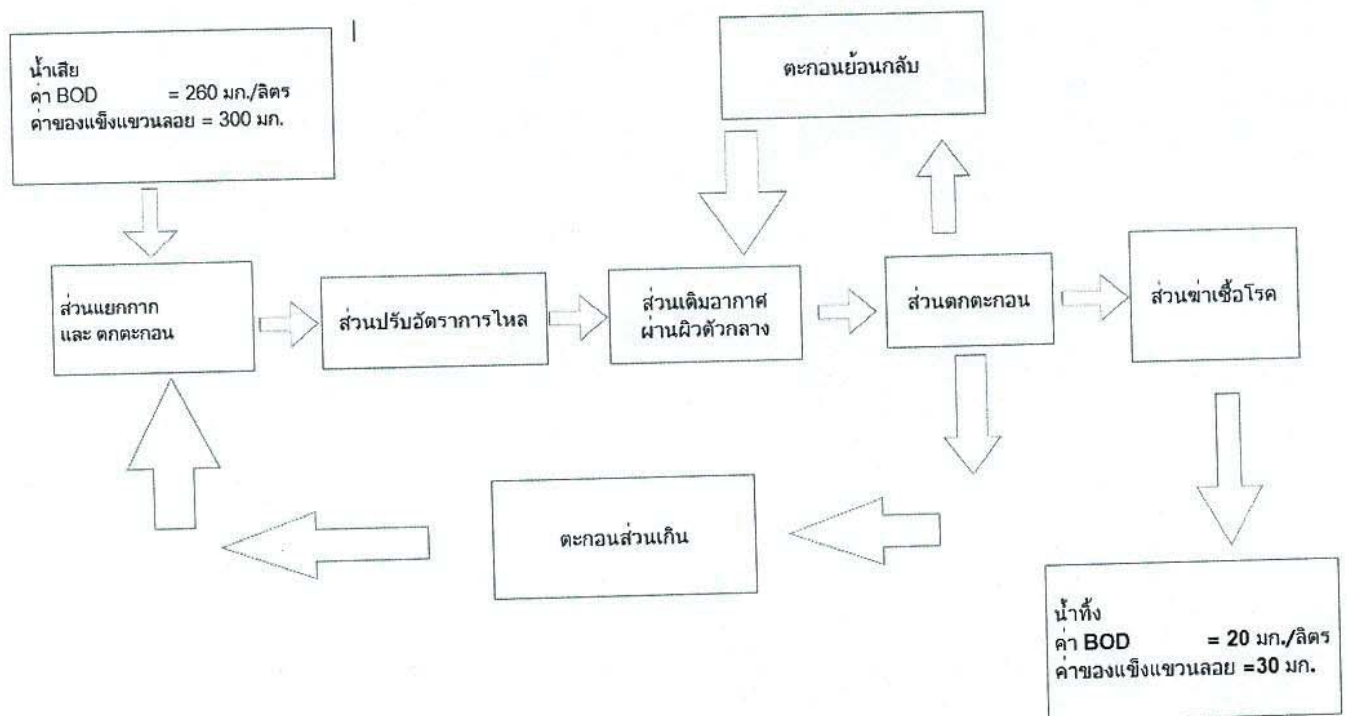 น้ำเสีย
ค่า BOD = 260 มก./ลิตร
ค่าของแข็งแขวนลอย = 300 มก.
ตะกอนย้อนกลับ
ส่วนแยกกาก
และ ตกตะกอน
ส่วนปรับอัตราการไหล
ส่วนเติมอากาศ
ผ่านผิวตัวกลาง
ส่วนตกตะกอน
ส่วนฆ่าเชื้อโรค
ตะกอนส่วนเกิน
น้ำทิ้ง
ค่า BOD = 20 มก./ลิตร
ค่าของแข็งแขวนลอย =30 มก.